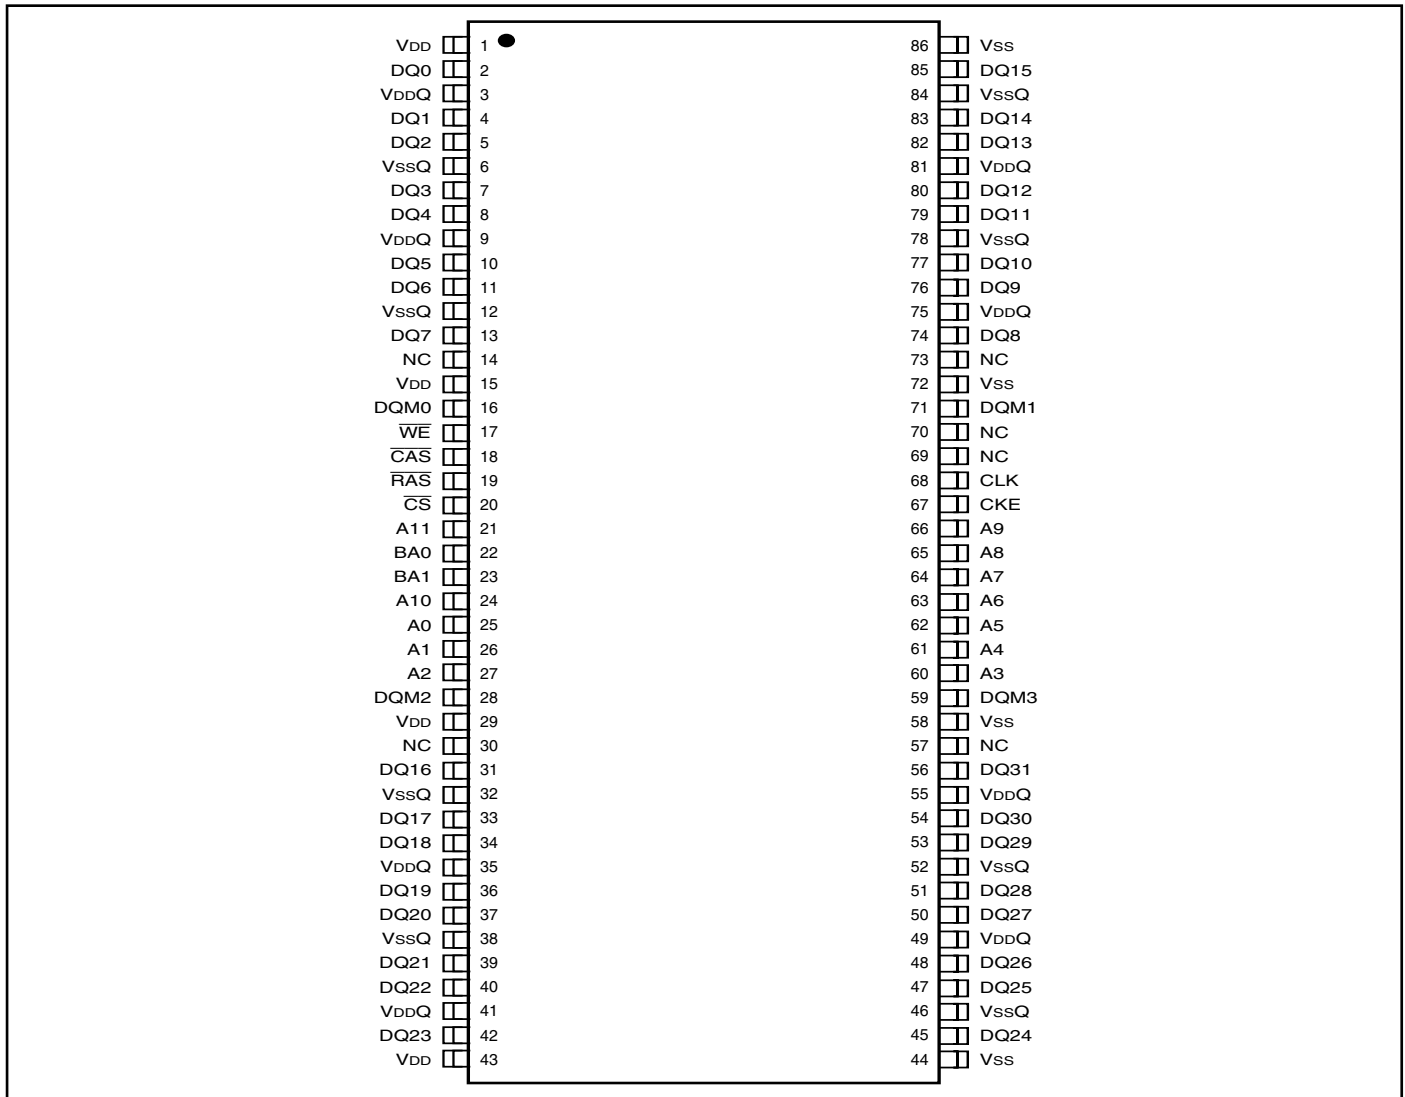 VDD 1 86 VSS
DQ0 2 85 DQ15
VDDQ 3 84 VSSQ
DQ1 4 83 DQ14
DQ2 5 82 DQ13
VSSQ 6 81 VDDQ
DQ3 7 80 DQ12
DQ4 8 79 DQ11
VDDQ 9 78 VSSQ
DQ5 10 77 DQ10
DQ6 11 76 DQ9
VSSQ 12 75 VDDQ
DQ7 13 74 DQ8
NC 14 73 NC
VDD 15 72 VSS
DQM0 16 71 DQM1
W̅E̅ 17 70 NC
C̅A̅S̅ 18 69 NC
R̅A̅S̅ 19 68 CLK
C̅S̅ 20 67 CKE
A11 21 66 A9
BA0 22 65 A8
BA1 23 64 A7
A10 24 63 A6
A0 25 62 A5
A1 26 61 A4
A2 27 60 A3
DQM2 28 59 DQM3
VDD 29 58 VSS
NC 30 57 NC
DQ16 31 56 DQ31
VSSQ 32 55 VDDQ
DQ17 33 54 DQ30
DQ18 34 53 DQ29
VDDQ 35 52 VSSQ
DQ19 36 51 DQ28
DQ20 37 50 DQ27
VSSQ 38 49 VDDQ
DQ21 39 48 DQ26
DQ22 40 47 DQ25
VDDQ 41 46 VSSQ
DQ23 42 45 DQ24
VDD 43 44 VSS